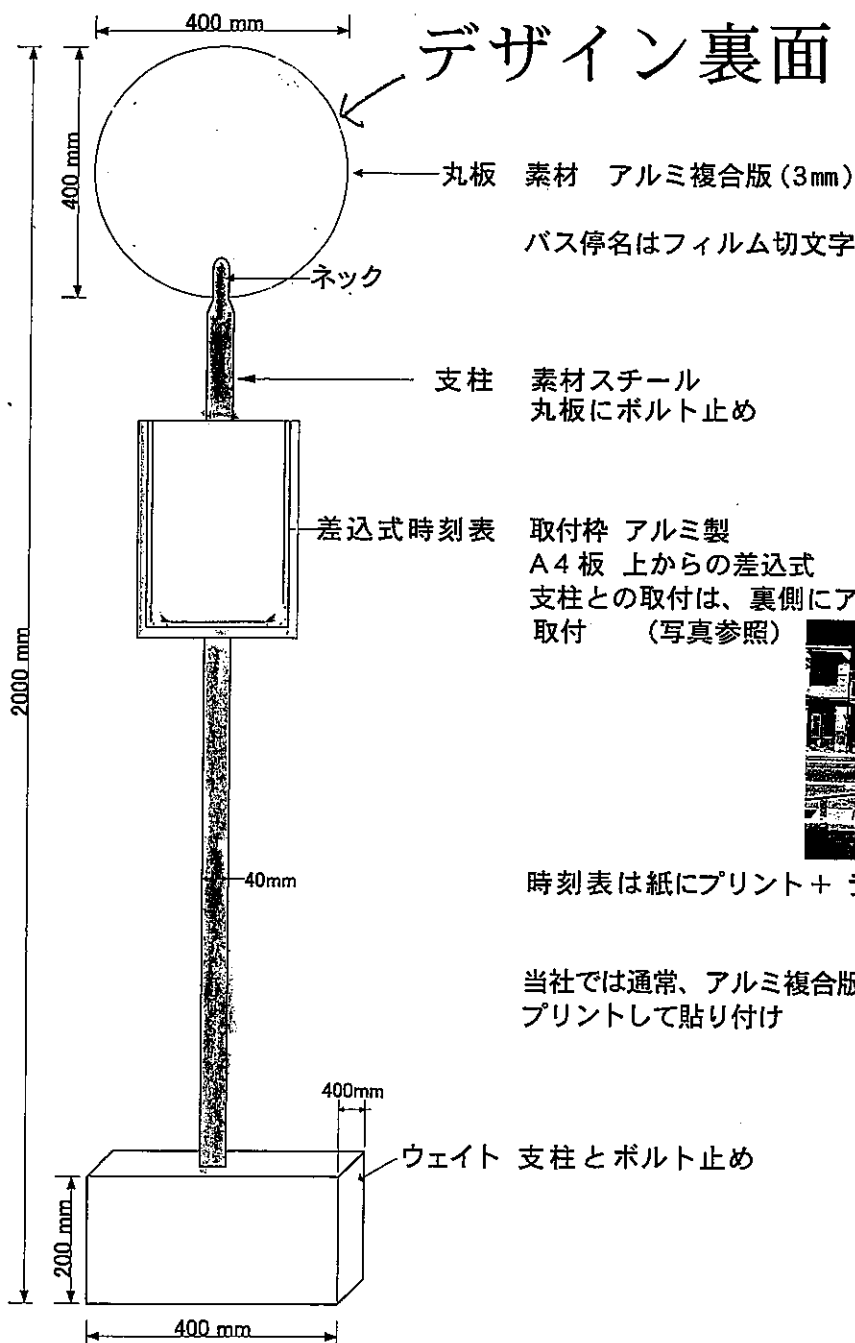 400 mm
デザイン裏面
400 mm
丸板 素材 アルミ複合版(3mm)
バス停名はフィルム切文字
ネック
支柱 素材スチール
丸板にボルト止め
差込式時刻表 取付枠 アルミ製
A4板 上からの差込式
支柱との取付は、裏側にア
取付 (写真参照)
2000 mm
40mm
時刻表は紙にプリント+
当社では通常、アルミ複合版
プリントして貼り付け
400mm
ウェイト 支柱とボルト止め
200 mm
400 mm